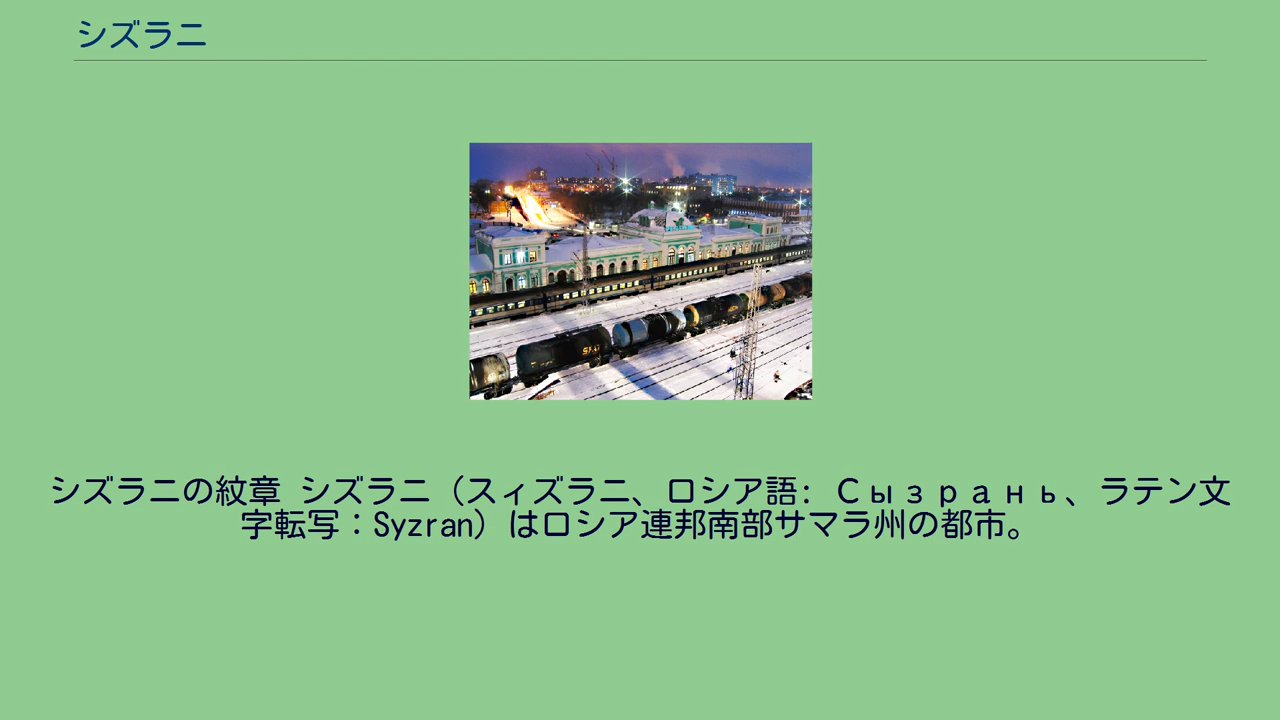 シズラニ
シズラニの紋章 シズラニ（スィズラニ、ロシア語: Сызрань、ラテン文
字転写：Syzran）はロシア連邦南部サマラ州の都市。